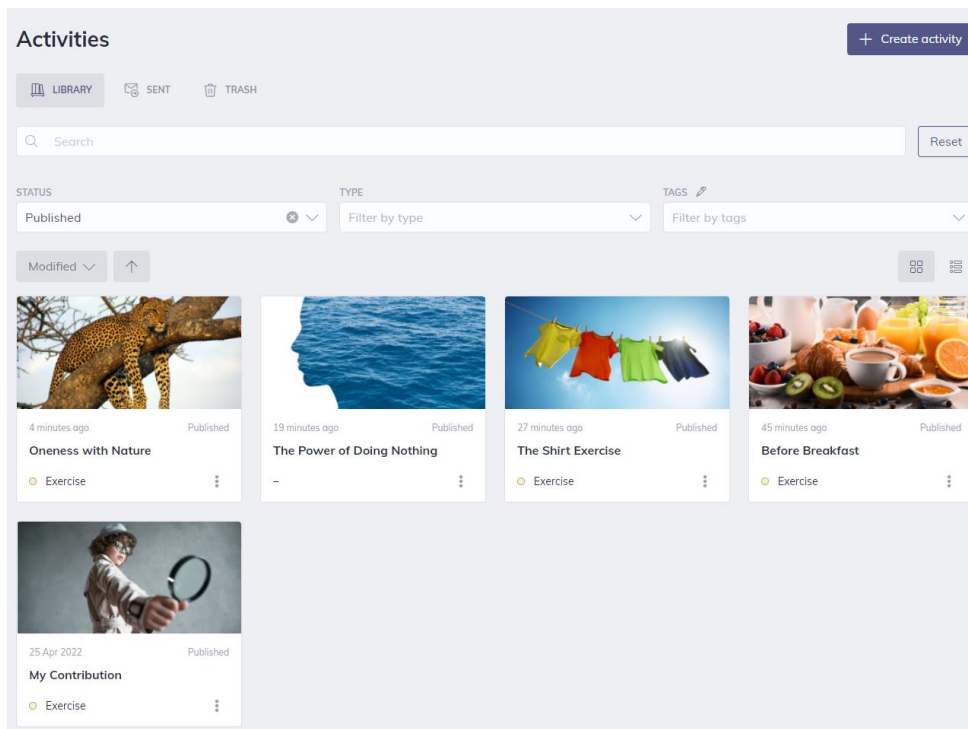 Activities
+ Create activity
LIBRARY SENT TRASH
Search
Reset
STATUS TYPE TAGS
Published Filter by type Filter by tags
Modified
4 minutes ago Published
Oneness with Nature
Exercise
19 minutes ago Published
The Power of Doing Nothing
–
27 minutes ago Published
The Shirt Exercise
Exercise
45 minutes ago Published
Before Breakfast
Exercise
25 Apr 2022 Published
My Contribution
Exercise